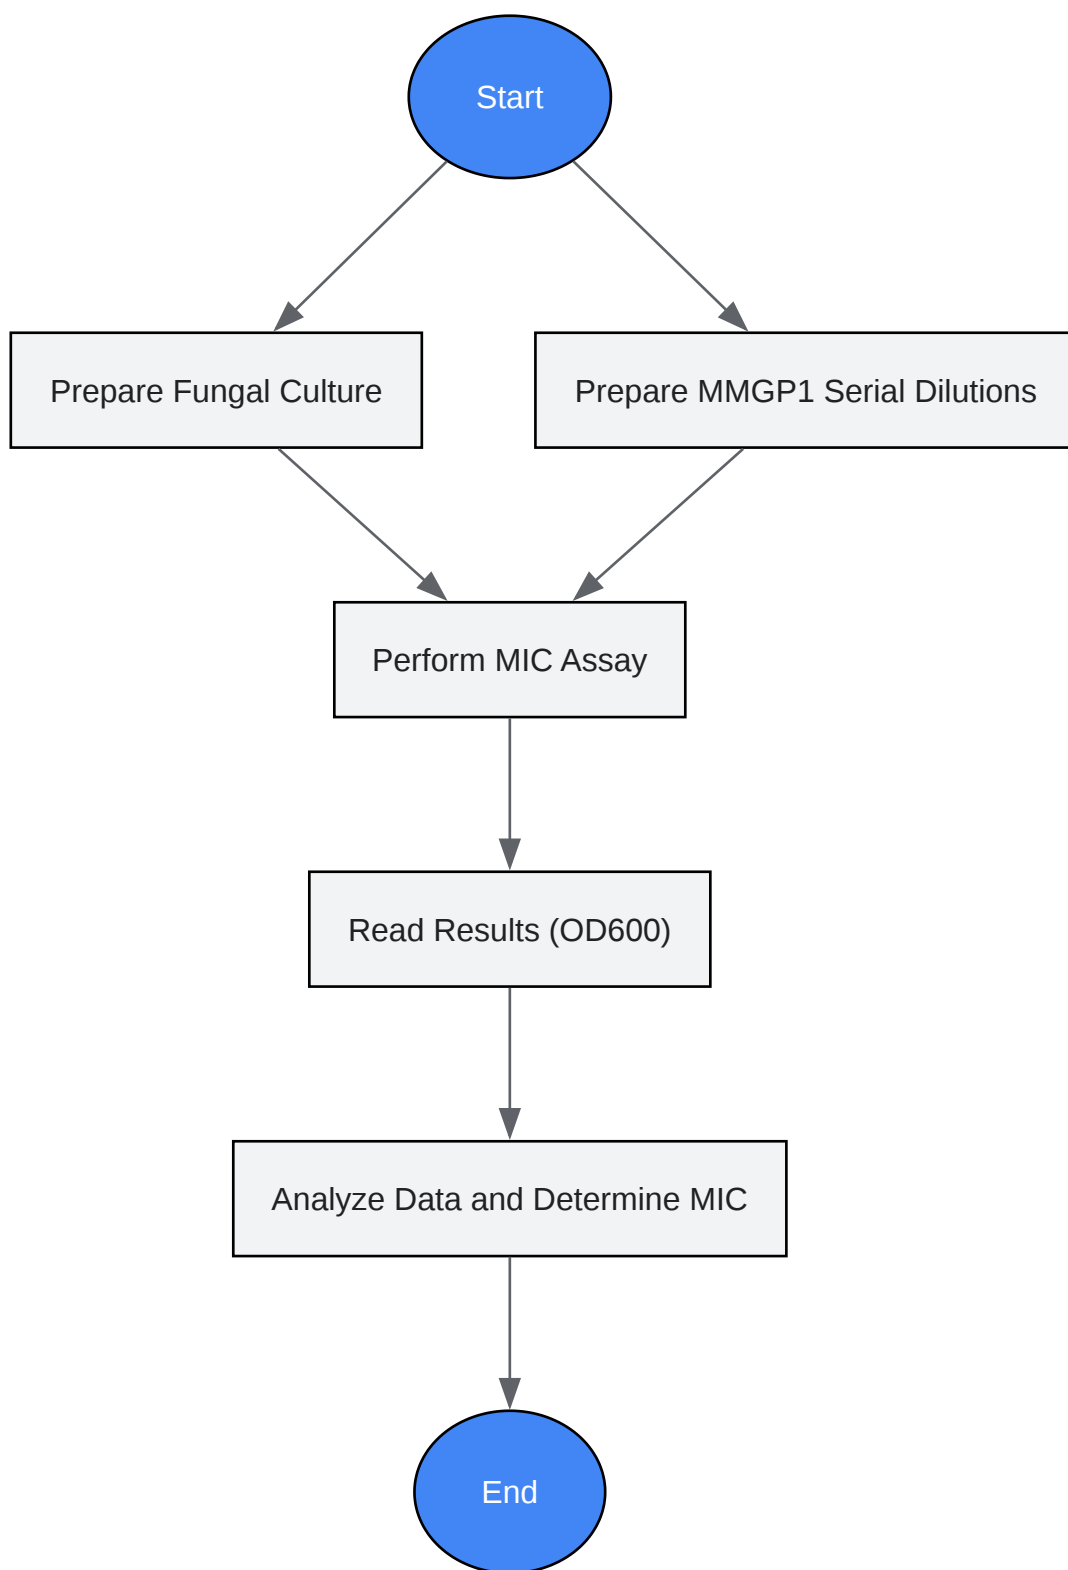 Start
Prepare Fungal Culture
Prepare MMGP1 Serial Dilutions
Perform MIC Assay
Read Results (OD600)
Analyze Data and Determine MIC
End